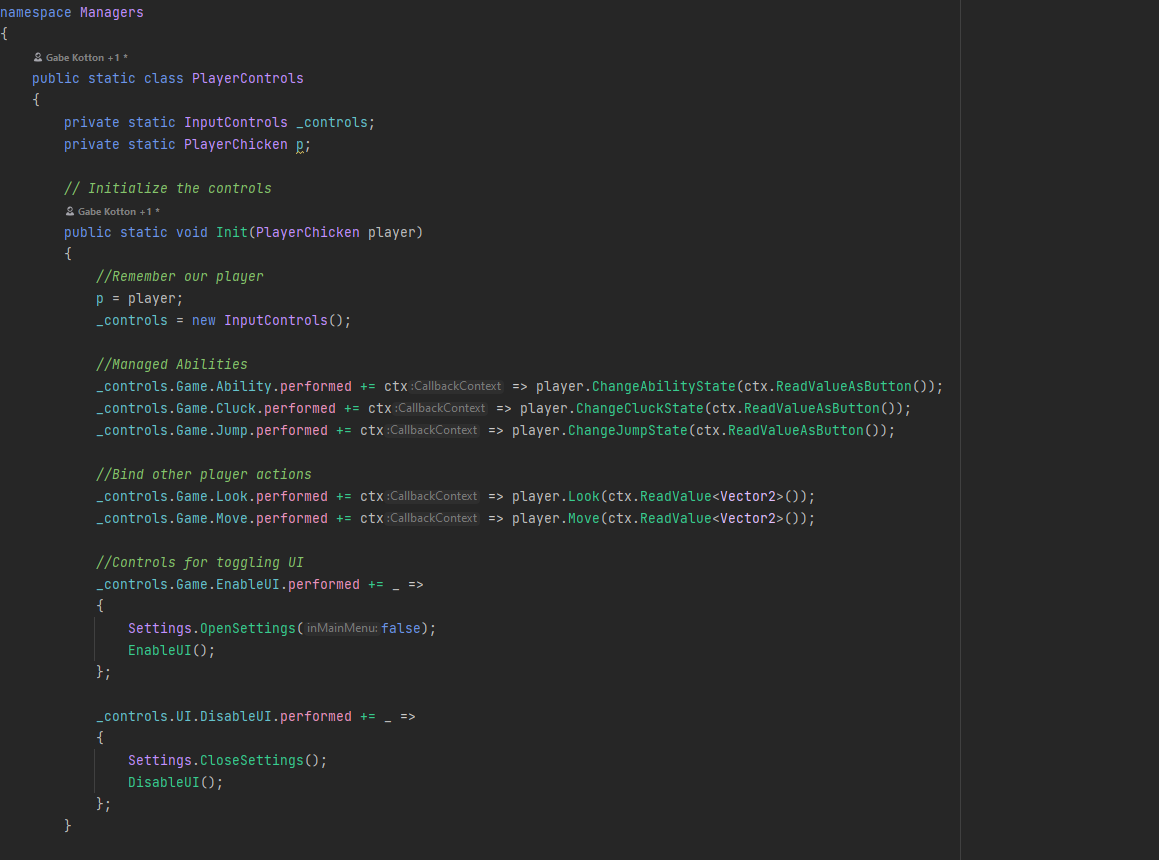 namespace Managers
{
Gabe Kotton +1 *
public static class PlayerControls
{
private static InputControls _controls;
private static PlayerChicken p;
// Initialize the controls
Gabe Kotton +1 *
public static void Init(PlayerChicken player)
{
//Remember our player
p = player;
_controls = new InputControls();
//Managed Abilities
_controls.Game.Ability.performed += ctx :CallbackContext => player.ChangeAbilityState(ctx.ReadValueAsButton());
_controls.Game.Cluck.performed += ctx :CallbackContext => player.ChangeCluckState(ctx.ReadValueAsButton());
_controls.Game.Jump.performed += ctx :CallbackContext => player.ChangeJumpState(ctx.ReadValueAsButton());
//Bind other player actions
_controls.Game.Look.performed += ctx :CallbackContext => player.Look(ctx.ReadValue<Vector2>());
_controls.Game.Move.performed += ctx :CallbackContext => player.Move(ctx.ReadValue<Vector2>());
//Controls for toggling UI
_controls.Game.EnableUI.performed += _ =>
{
Settings.OpenSettings( inMainMenu: false);
EnableUI();
};
_controls.UI.DisableUI.performed += _ =>
{
Settings.CloseSettings();
DisableUI();
};
}